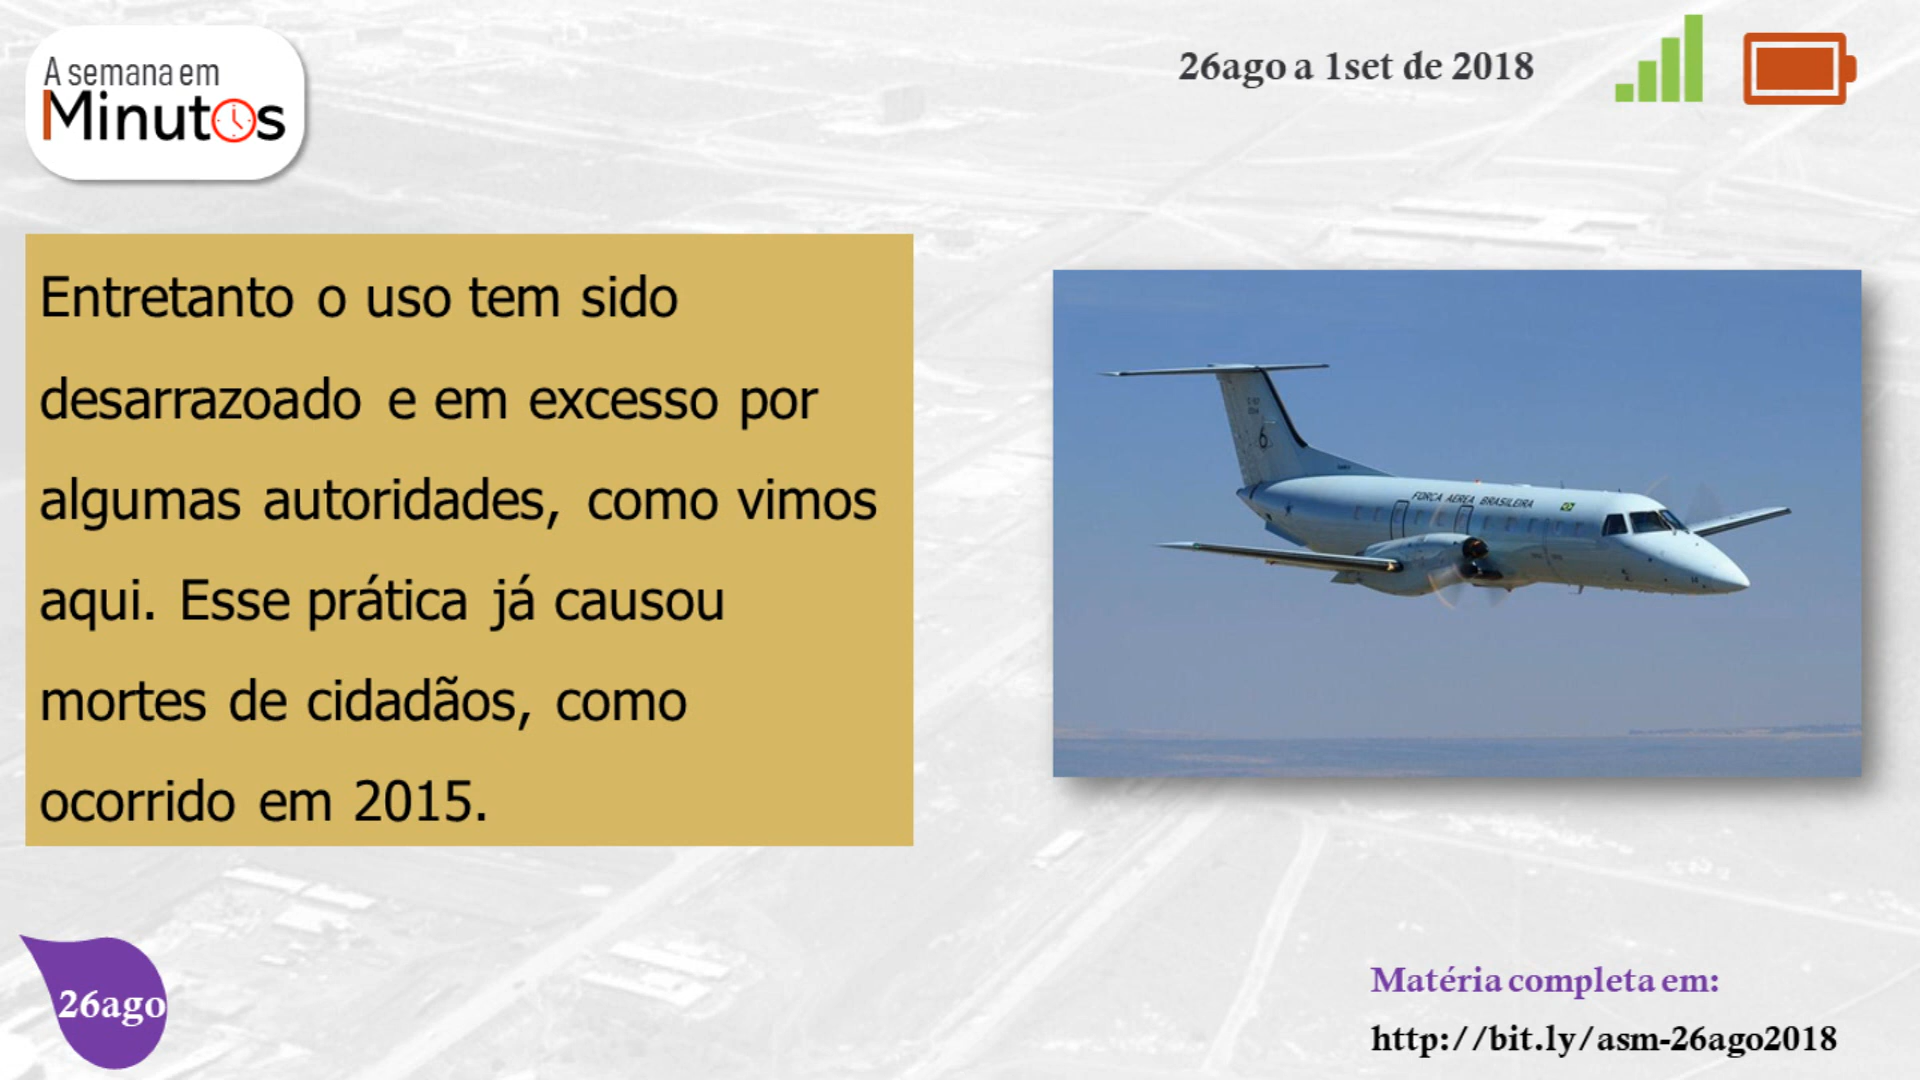 A semana em
Minutos
26ago a 1set de 2018
Entretanto o uso tem sido
desarrazoado e em excesso por
algumas autoridades, como vimos
aqui. Esse prática já causou
mortes de cidadãos, como
ocorrido em 2015.
6
FORÇA AEREA BRASILEIRA
26ago
Matéria completa em:
http://bit.ly/asm-26ago2018